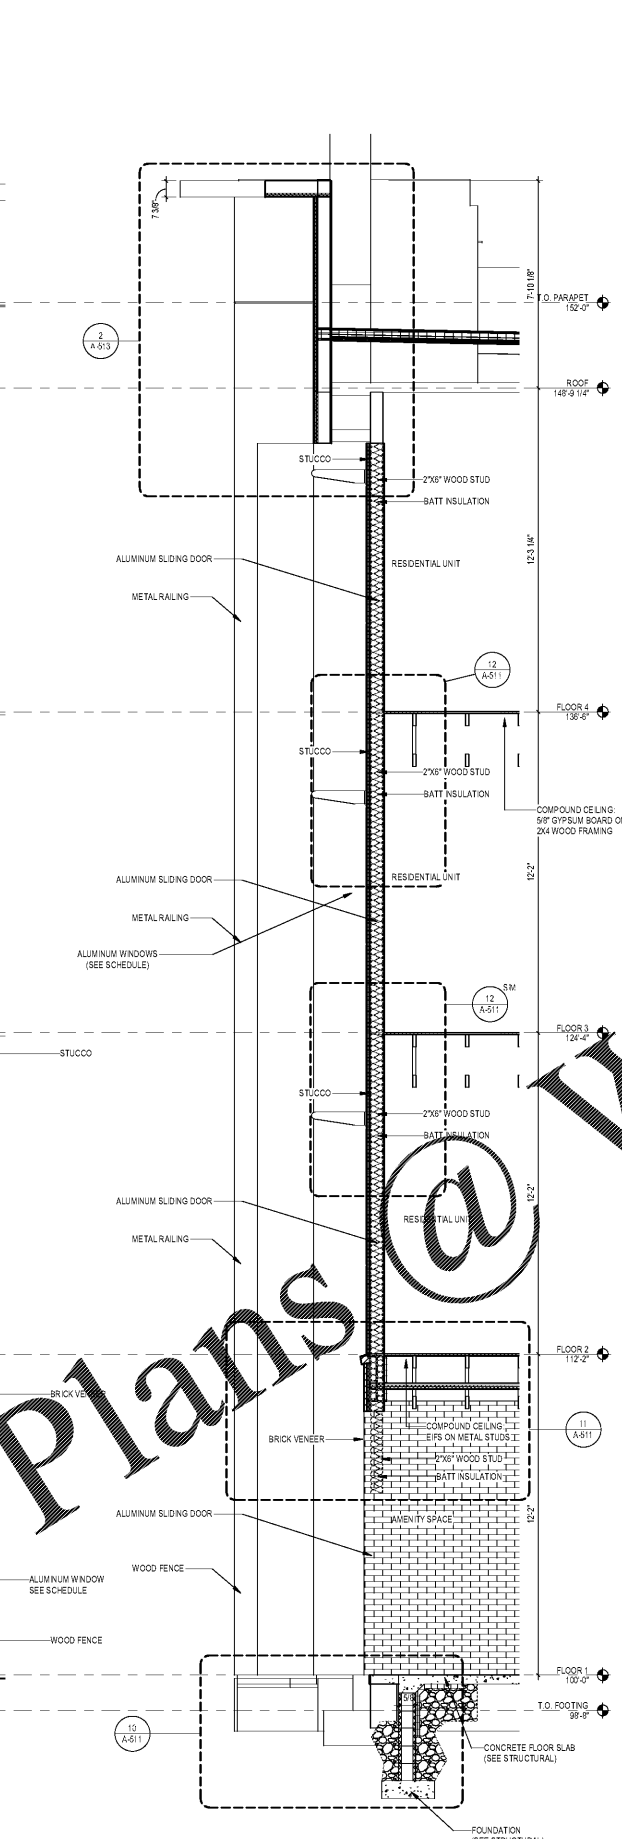 7 3/8"
7'-10 1/8"
T.O. PARAPET
152'-0"
2
A-513
ROOF
148'-9 1/4"
STUCCO
2"X6" WOOD STUD
BATT INSULATION
ALUMINUM SLIDING DOOR
RESIDENTIAL UNIT
12'-3 1/4"
METAL RAILING
12
A-511
FLOOR 4
136'-6"
STUCCO
2"X6" WOOD STUD
BATT INSULATION
COMPOUND CEILING:
5/8" GYPSUM BOARD
2X4 WOOD FRAMING
12'-2"
ALUMINUM SLIDING DOOR
RESIDENTIAL UNIT
METAL RAILING
ALUMINUM WINDOWS
(SEE SCHEDULE)
SIM
12
A-511
FLOOR 3
124'-4"
STUCCO
STUCCO
2"X6" WOOD STUD
BATT INSULATION
12'-2"
ALUMINUM SLIDING DOOR
RESIDENTIAL UNIT
METAL RAILING
Plans @
FLOOR 2
112'-2"
BRICK VENEER
COMPOUND CEILING
EIFS ON METAL STUDS
11
A-511
BRICK VENEER
2"X6" WOOD STUD
BATT INSULATION
12'-2"
ALUMINUM SLIDING DOOR
AMENITY SPACE
WOOD FENCE
ALUMINUM WINDOW
SEE SCHEDULE
WOOD FENCE
FLOOR 1
100'-0"
T.O. FOOTING
98'-8"
10
A-511
CONCRETE FLOOR SLAB
(SEE STRUCTURAL)
FOUNDATION
(SEE STRUCTURAL)